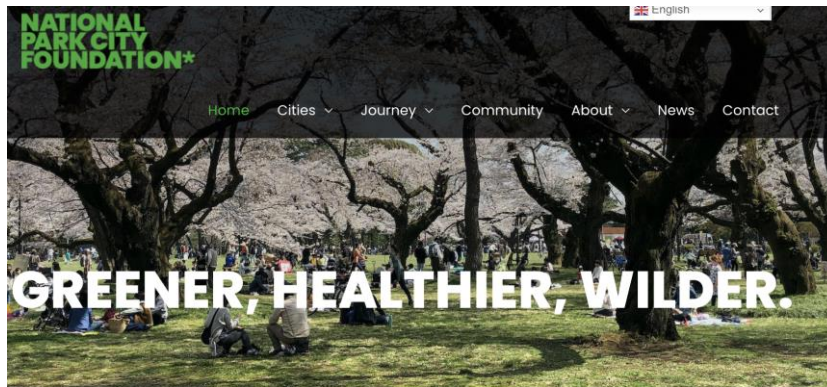 NATIONAL
PARK CITY
FOUNDATION*
English
Home Cities Journey Community About News Contact
GREENER, HEALTHIER, WILDER.